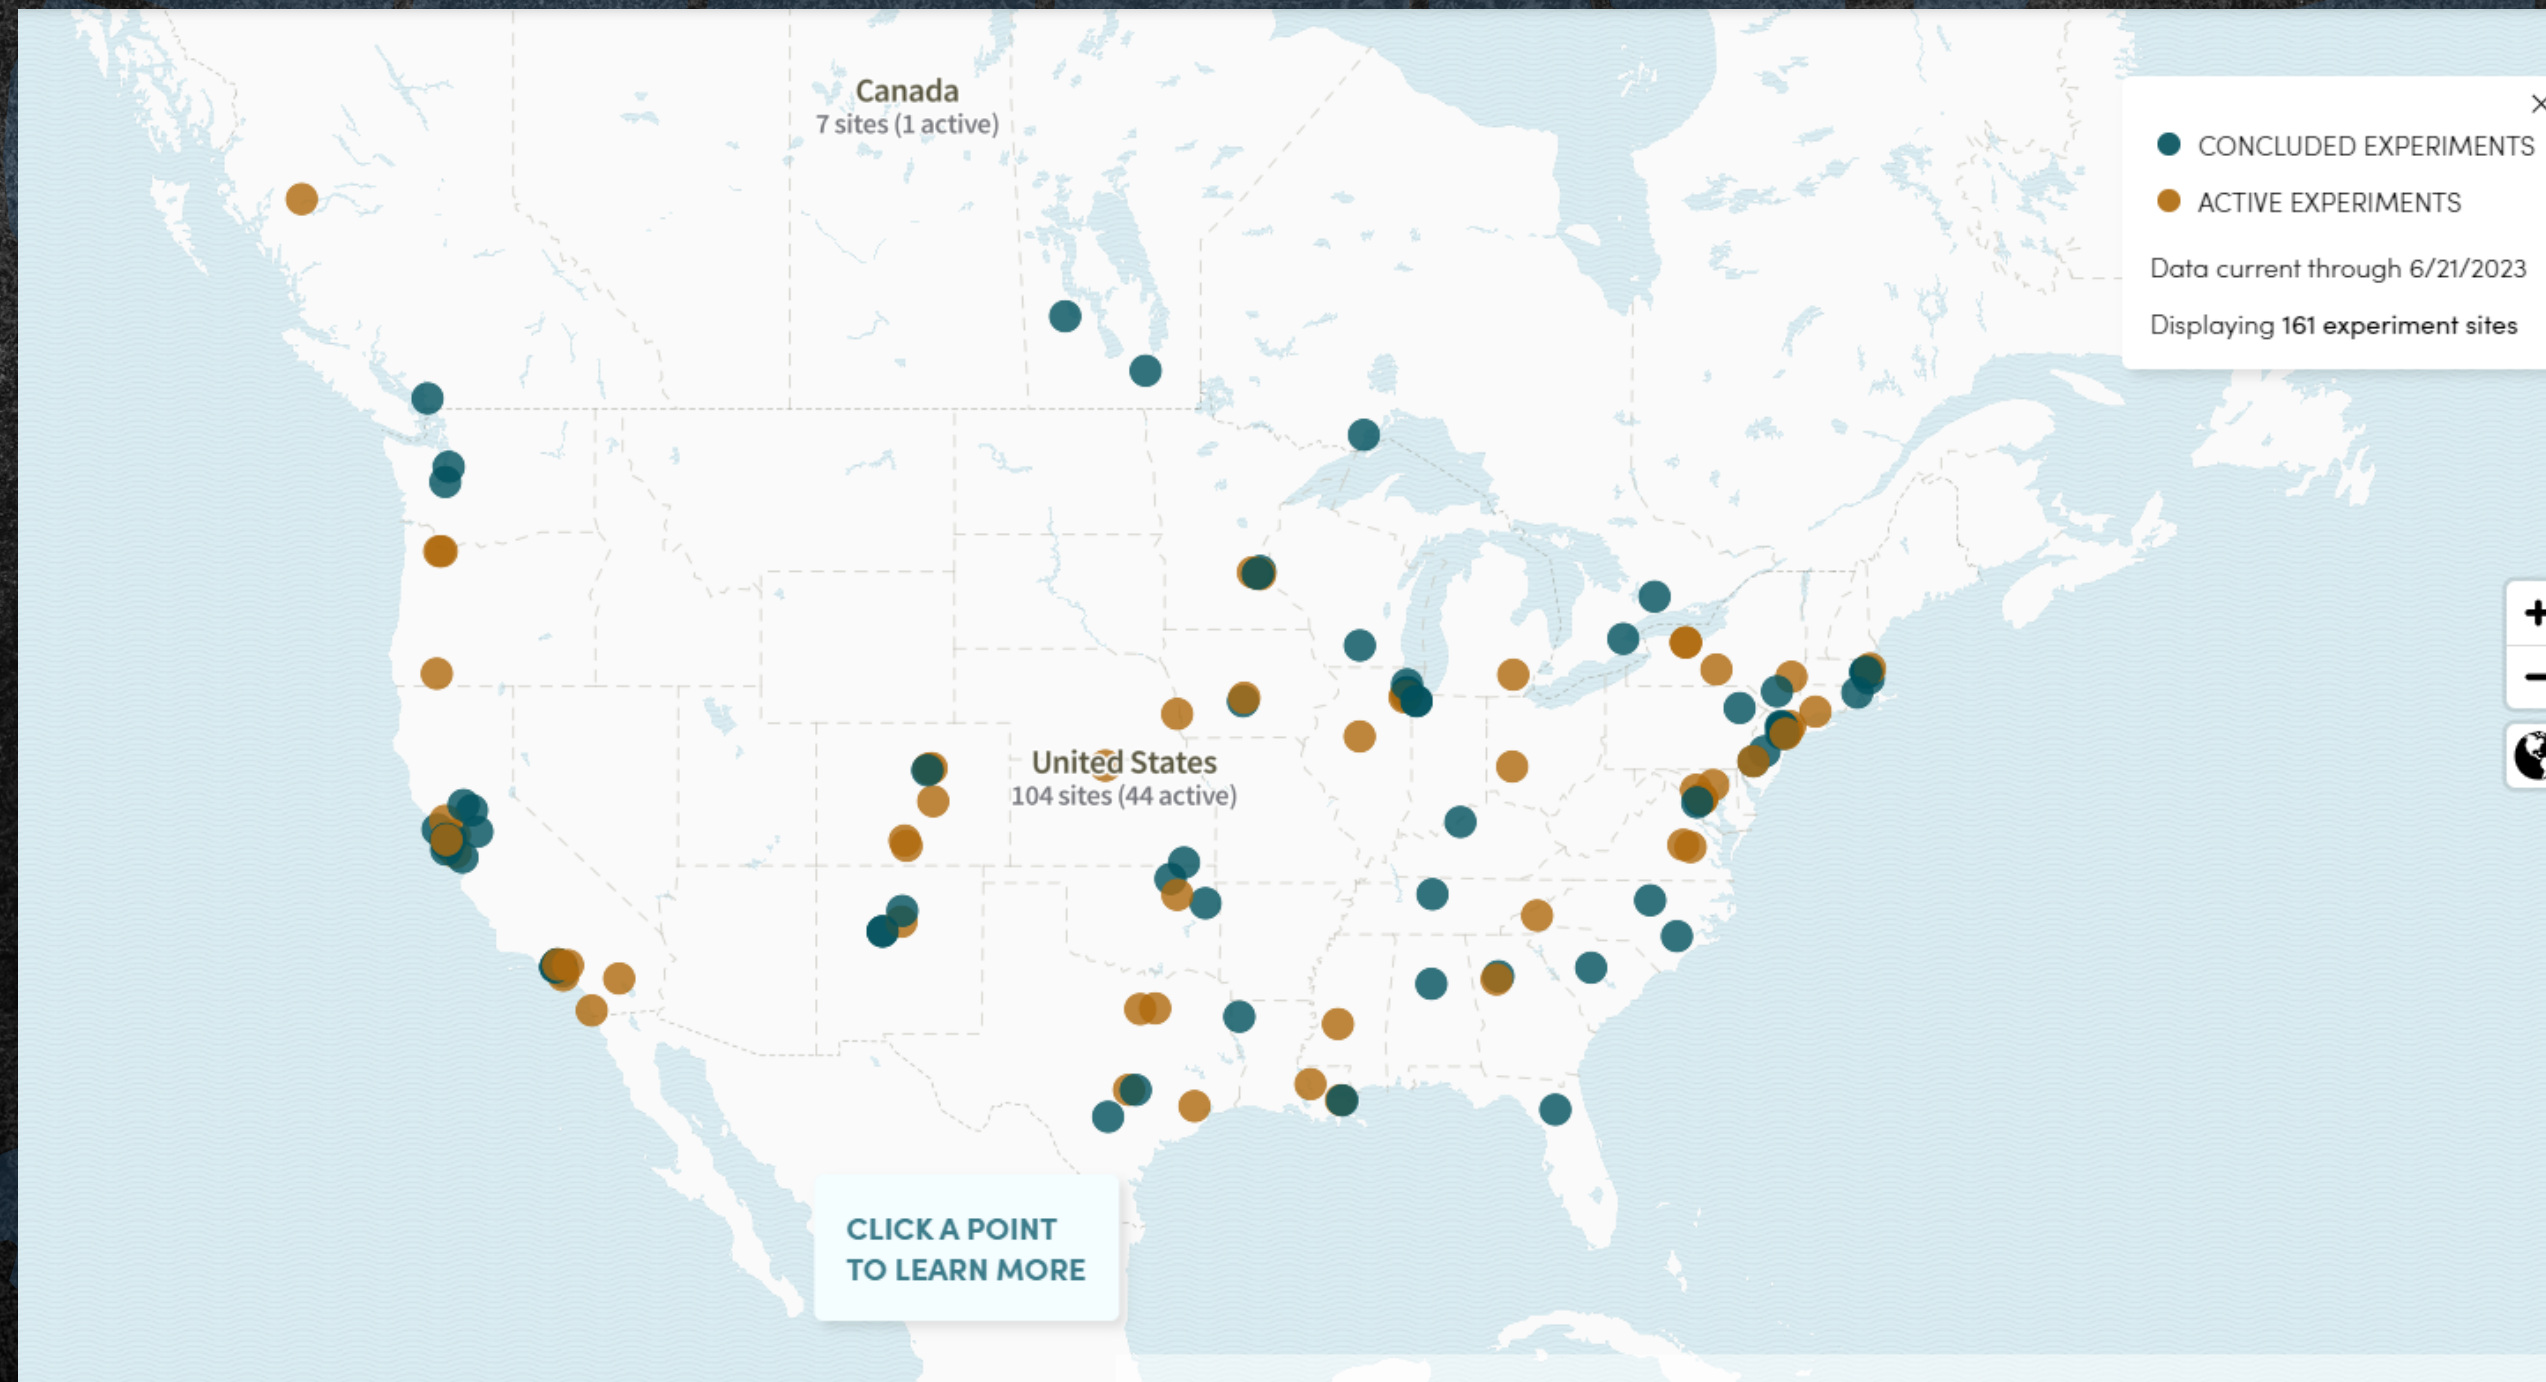 Canada
7 sites (1 active)
CONCLUDED EXPERIMENTS
ACTIVE EXPERIMENTS
Data current through 6/21/2023
Displaying 161 experiment sites
United States
104 sites (44 active)
CLICK A POINT
TO LEARN MORE